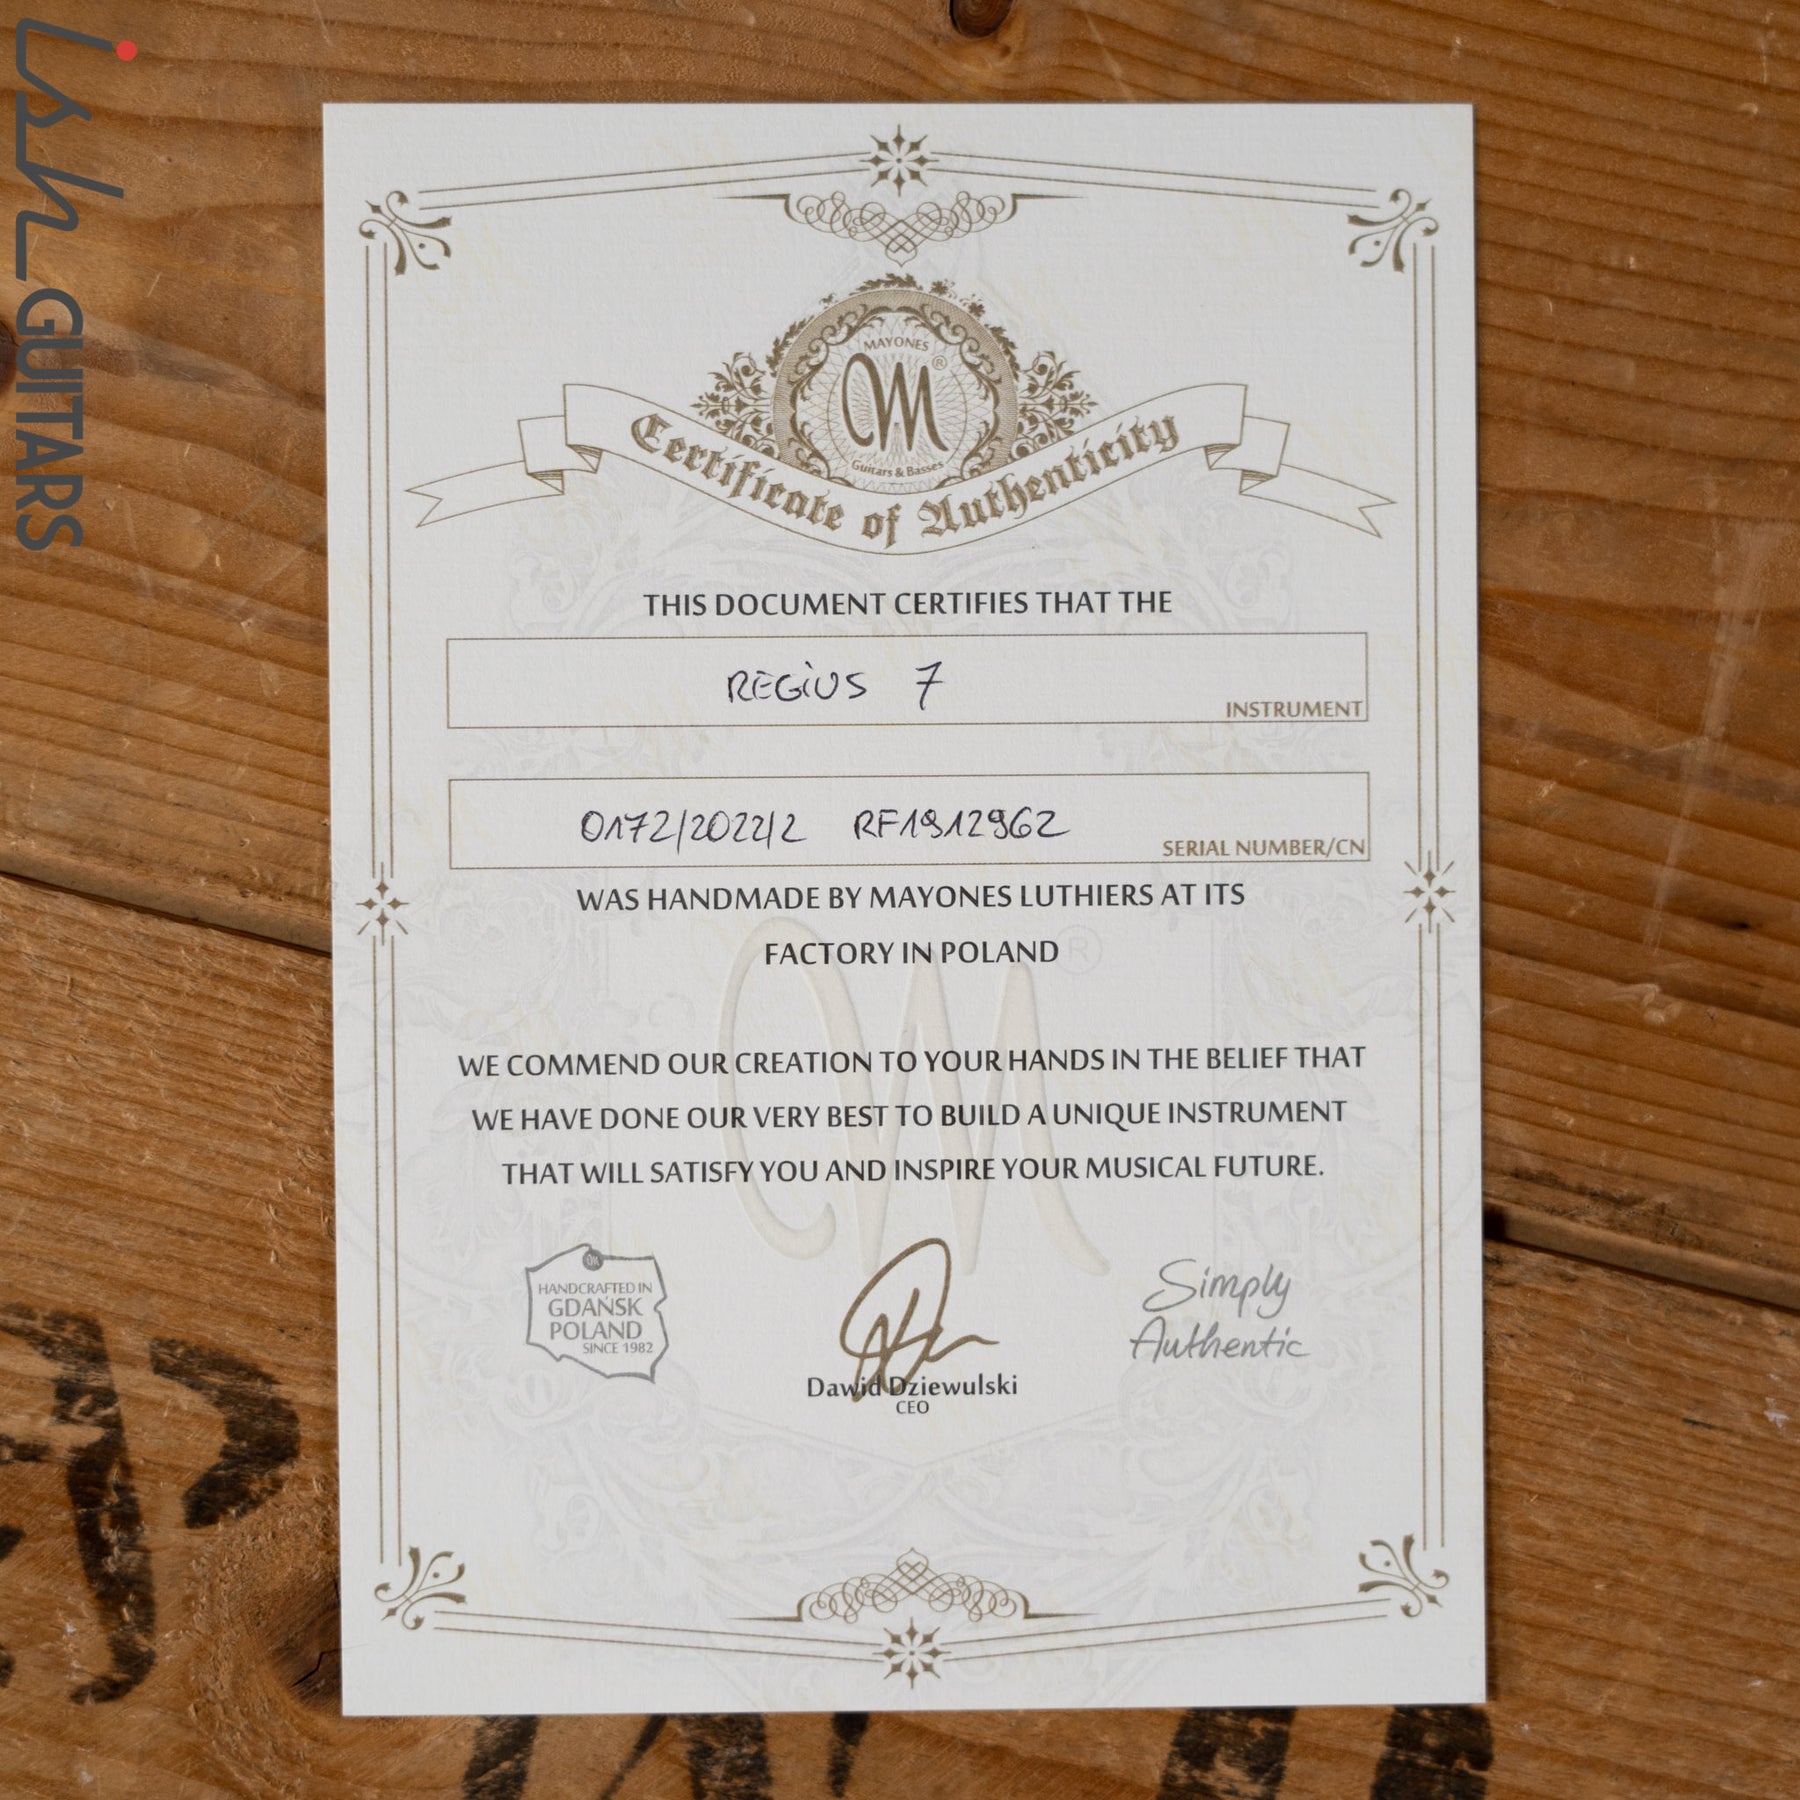 ish GUITARS
MAYONES
M®
Guitars & Basses
Certificate of Authenticity
THIS DOCUMENT CERTIFIES THAT THE
REGiUS 7
INSTRUMENT
0172/2022/2 RF1912962
SERIAL NUMBER/CN
WAS HANDMADE BY MAYONES LUTHIERS AT ITS
FACTORY IN POLAND
WE COMMEND OUR CREATION TO YOUR HANDS IN THE BELIEF THAT
WE HAVE DONE OUR VERY BEST TO BUILD A UNIQUE INSTRUMENT
THAT WILL SATISFY YOU AND INSPIRE YOUR MUSICAL FUTURE.
HANDCRAFTED IN
GDAŃSK
POLAND
SINCE 1982
Dawid Dziewulski
CEO
Simply
Authentic